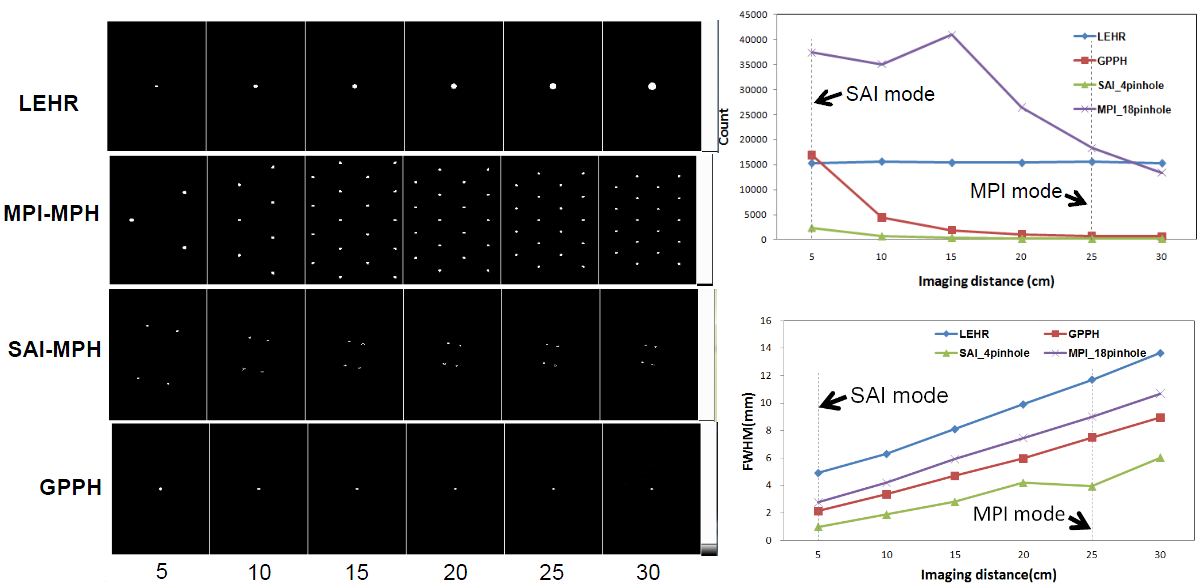 LEHR
MPI-MPH
SAI-MPH
GPPH
5 10 15 20 25 30
45000
40000
35000
30000
25000
20000
15000
10000
5000
0
Count
LEHR
GPPH
SAI_4pinhole
MPI_18pinhole
SAI mode
MPI mode
5 10 15 20 25 30
Imaging distance (cm)
16
14
12
10
8
6
4
2
0
FWHM(mm)
LEHR GPPH
SAI_4pinhole MPI_18pinhole
SAI mode
MPI mode
5 10 15 20 25 30
Imaging distance(cm)